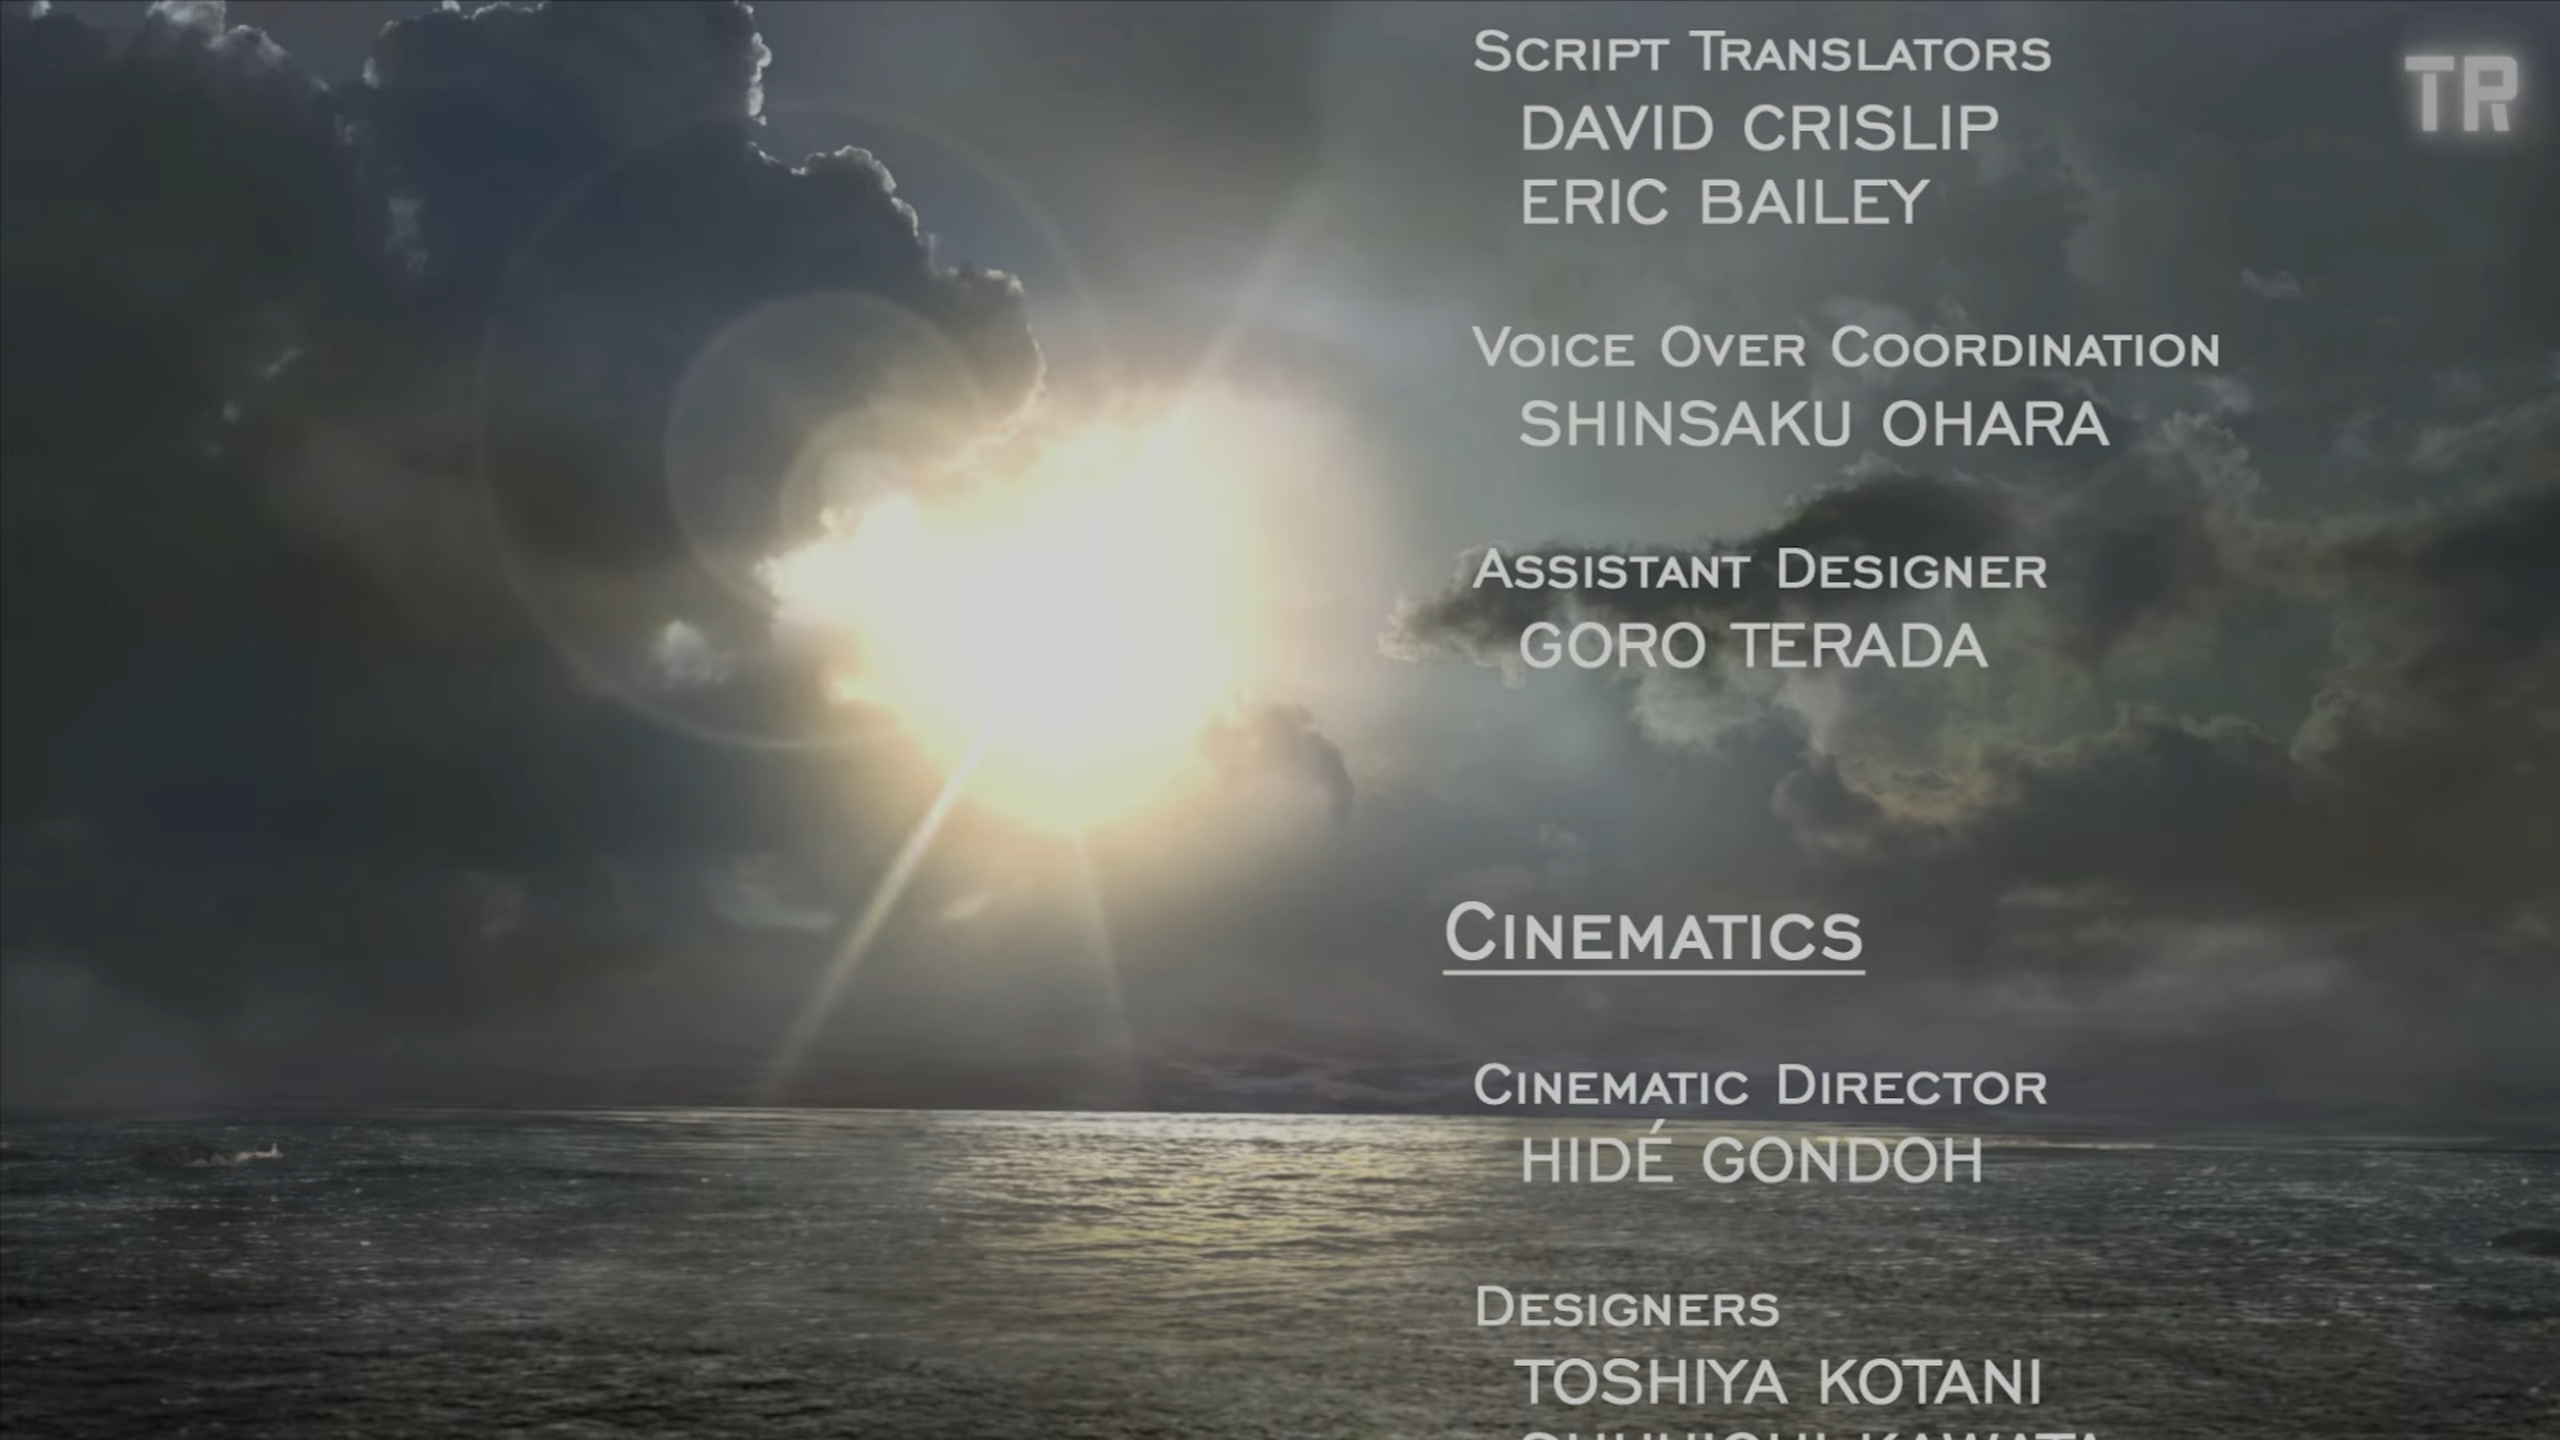 SCRIPT TRANSLATORS
TR
DAVID CRISLIP
ERIC BAILEY
VOICE OVER COORDINATION
SHINSAKU OHARA
ASSISTANT DESIGNER
GORO TERADA
CINEMATICS
CINEMATIC DIRECTOR
HIDÉ GONDOH
DESIGNERS
TOSHIYA KOTANI